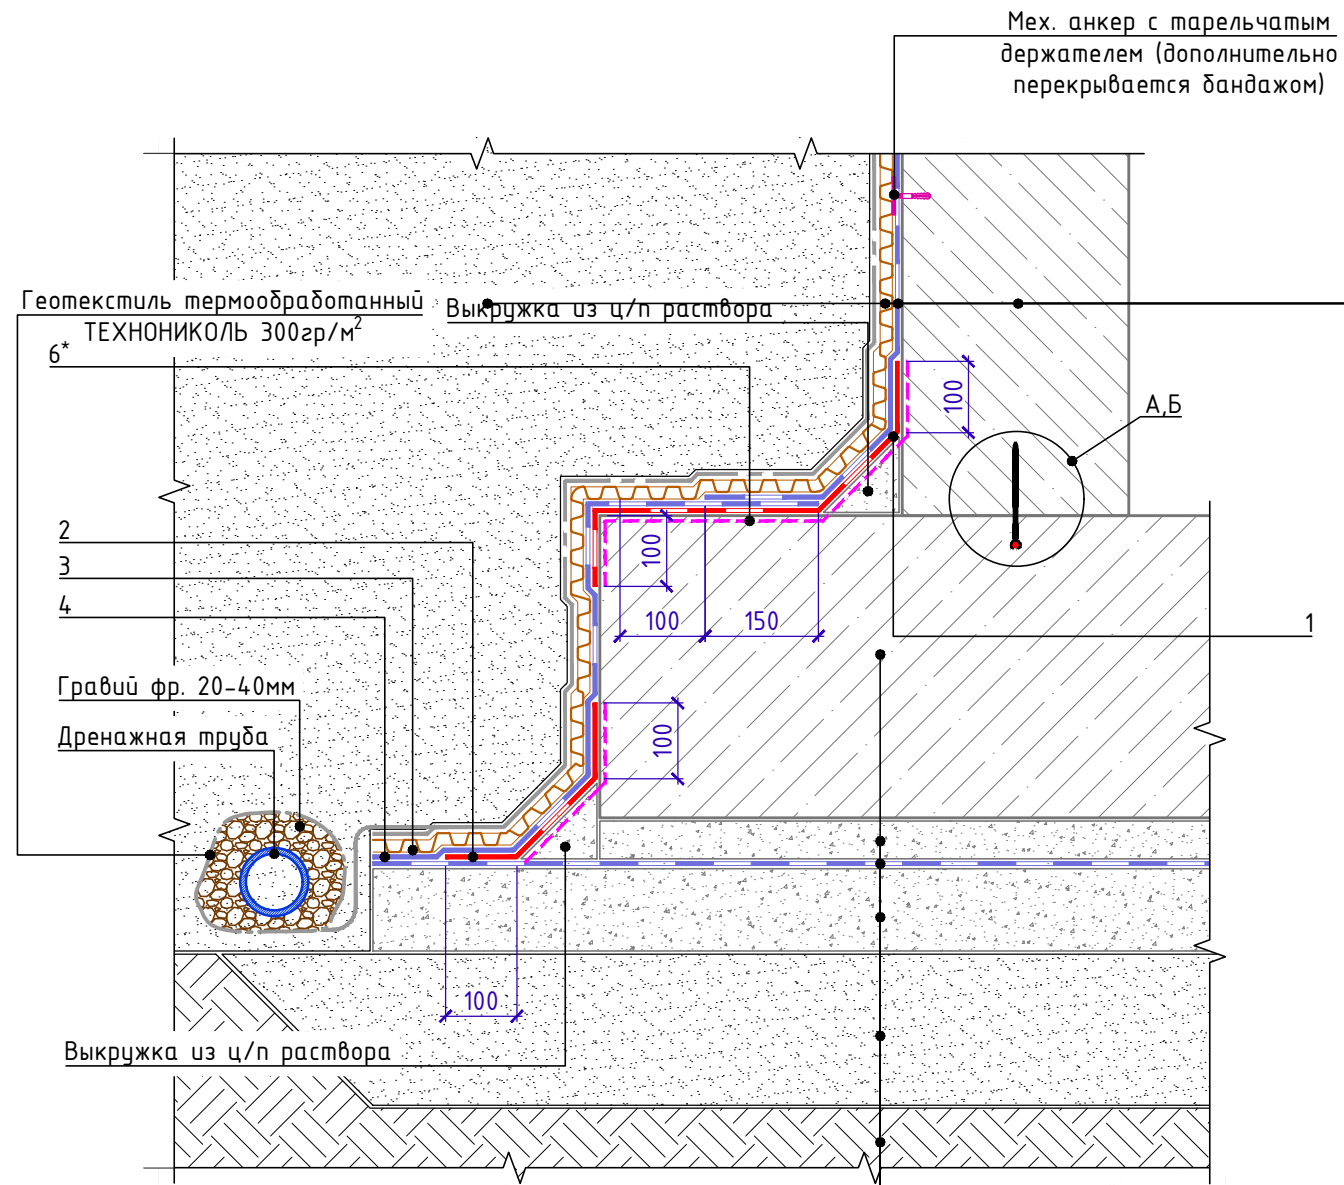 Мех. анкер с тарельчатым
держателем (дополнительно
перекрывается бандажом)
Геотекстиль термообработанный
ТЕХНОНИКОЛЬ 300гр/м²
Выкружка из ц/п раствора
6*
100
А,Б
2
3
4
100
100
150
1
Гравий фр. 20-40мм
Дренажная труба
100
100
Выкружка из ц/п раствора